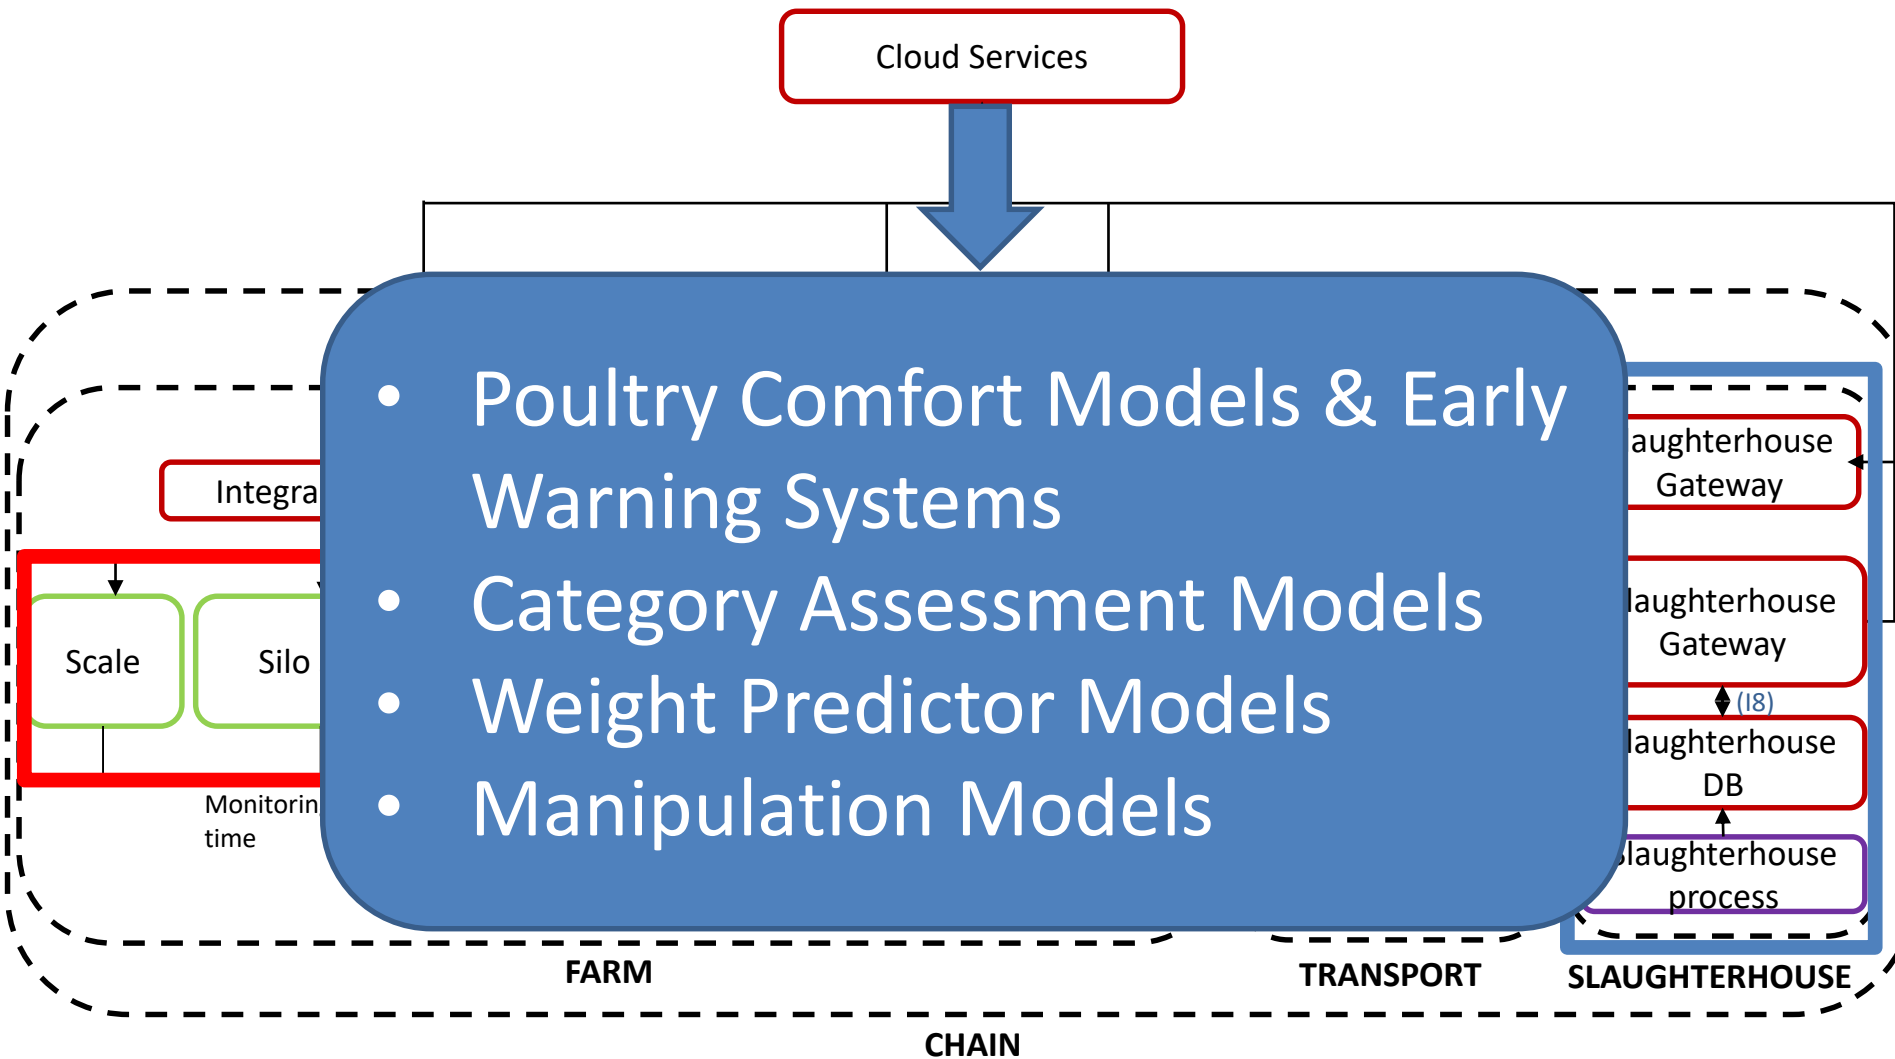 Cloud Services
• Poultry Comfort Models & Early
Warning Systems
• Category Assessment Models
• Weight Predictor Models
• Manipulation Models
Integra
Scale
Silo
Monitorin
time
aughterhouse
Gateway
laughterhouse
Gateway
(I8)
laughterhouse
DB
laughterhouse
process
FARM
TRANSPORT
SLAUGHTERHOUSE
CHAIN